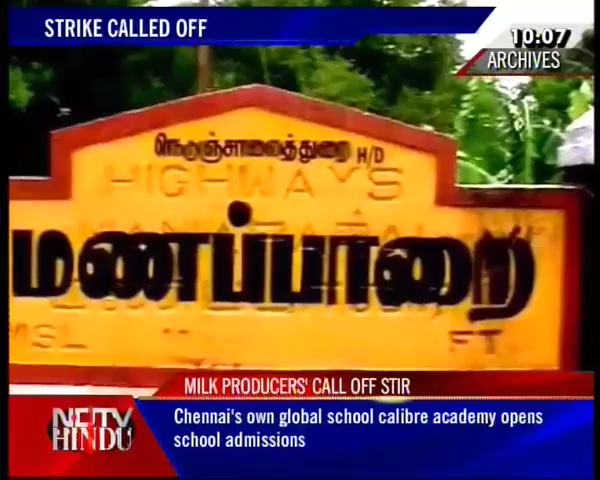 STRIKE CALLED OFF
10:07
ARCHIVES
நெடுஞ்சாலைத்துறை H/D
HIGHWAYS
மணப்பாறை
MSL
FT
MILK PRODUCERS' CALL OFF STIR
NDTV HINDU
Chennai's own global school calibre academy opens
school admissions